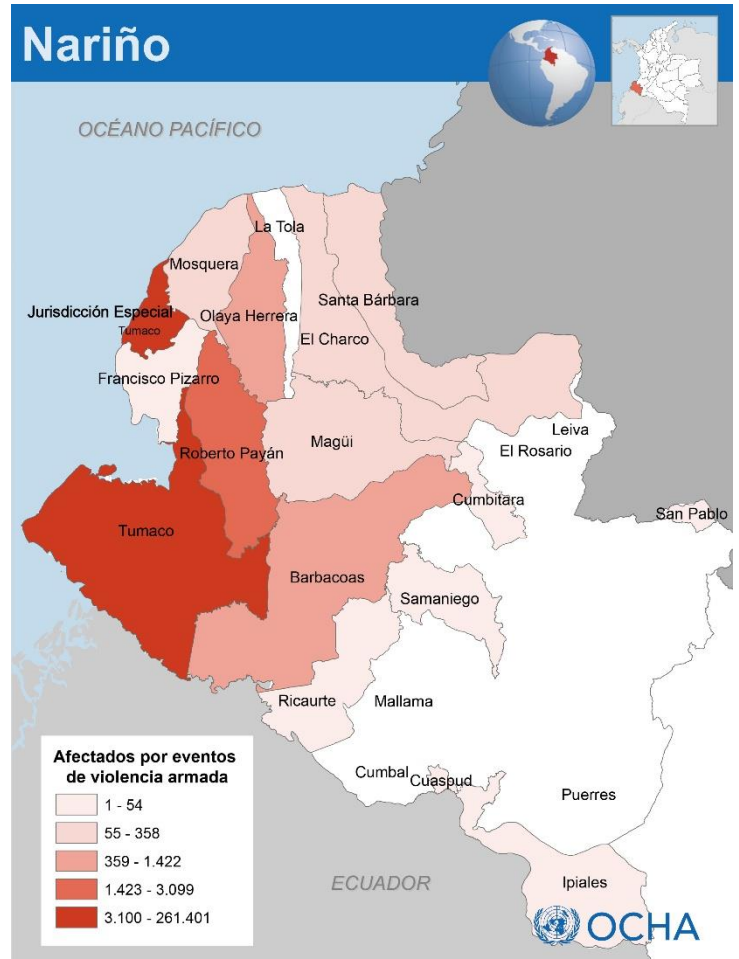 Nariño
OCÉANO PACÍFICO
La Tola
Mosquera
Santa Bárbara
Jurisdicción Especial
Olaya Herrera
Tumaco
El Charco
Francisco Pizarro
Leiva
Magüi
El Rosario
Roberto Payán
Cumbitara
San Pablo
Tumaco
Barbacoas
Samaniego
Ricaurte
Mallama
Cumbal
Cuaspud
Puerres
Ipiales
ECUADOR
Afectados por eventos
de violencia armada
1 - 54
55 - 358
359 - 1.422
1.423 - 3.099
3.100 - 261.401
OCHA